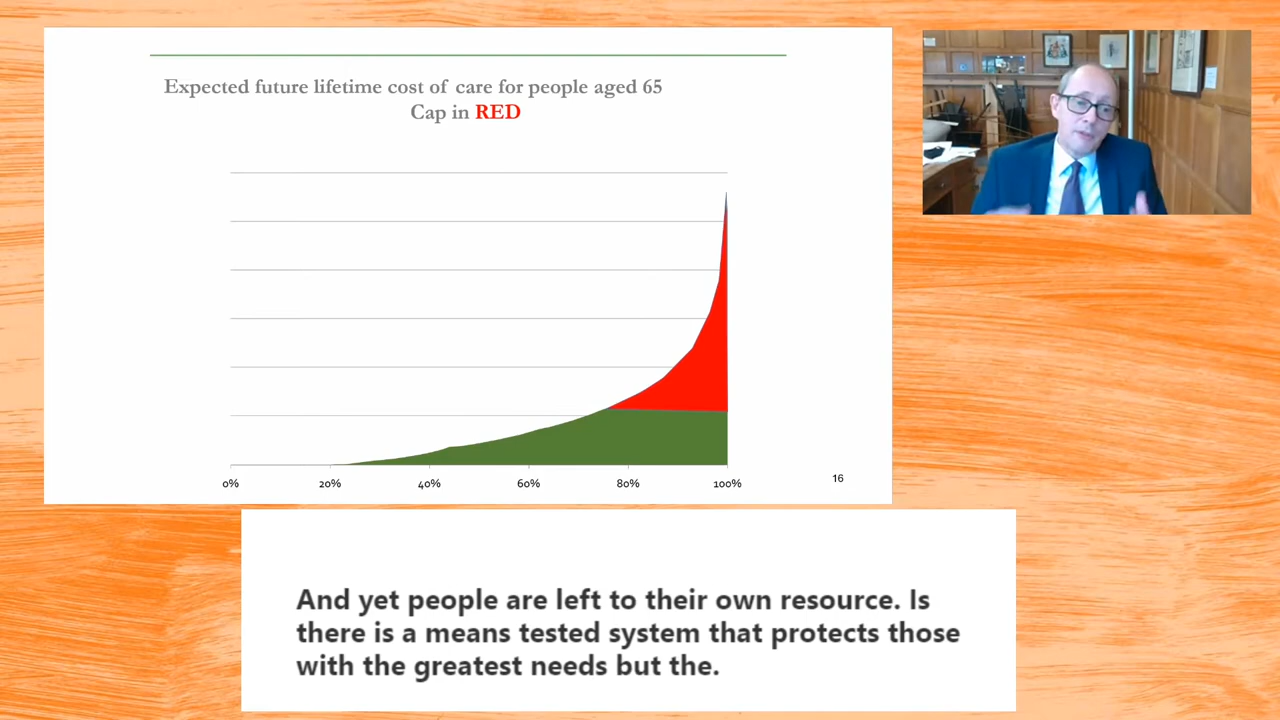 Expected future lifetime cost of care for people aged 65
Cap in RED
0%
20%
40%
60%
80%
100%
16
And yet people are left to their own resource. Is
there is a means tested system that protects those
with the greatest needs but the.